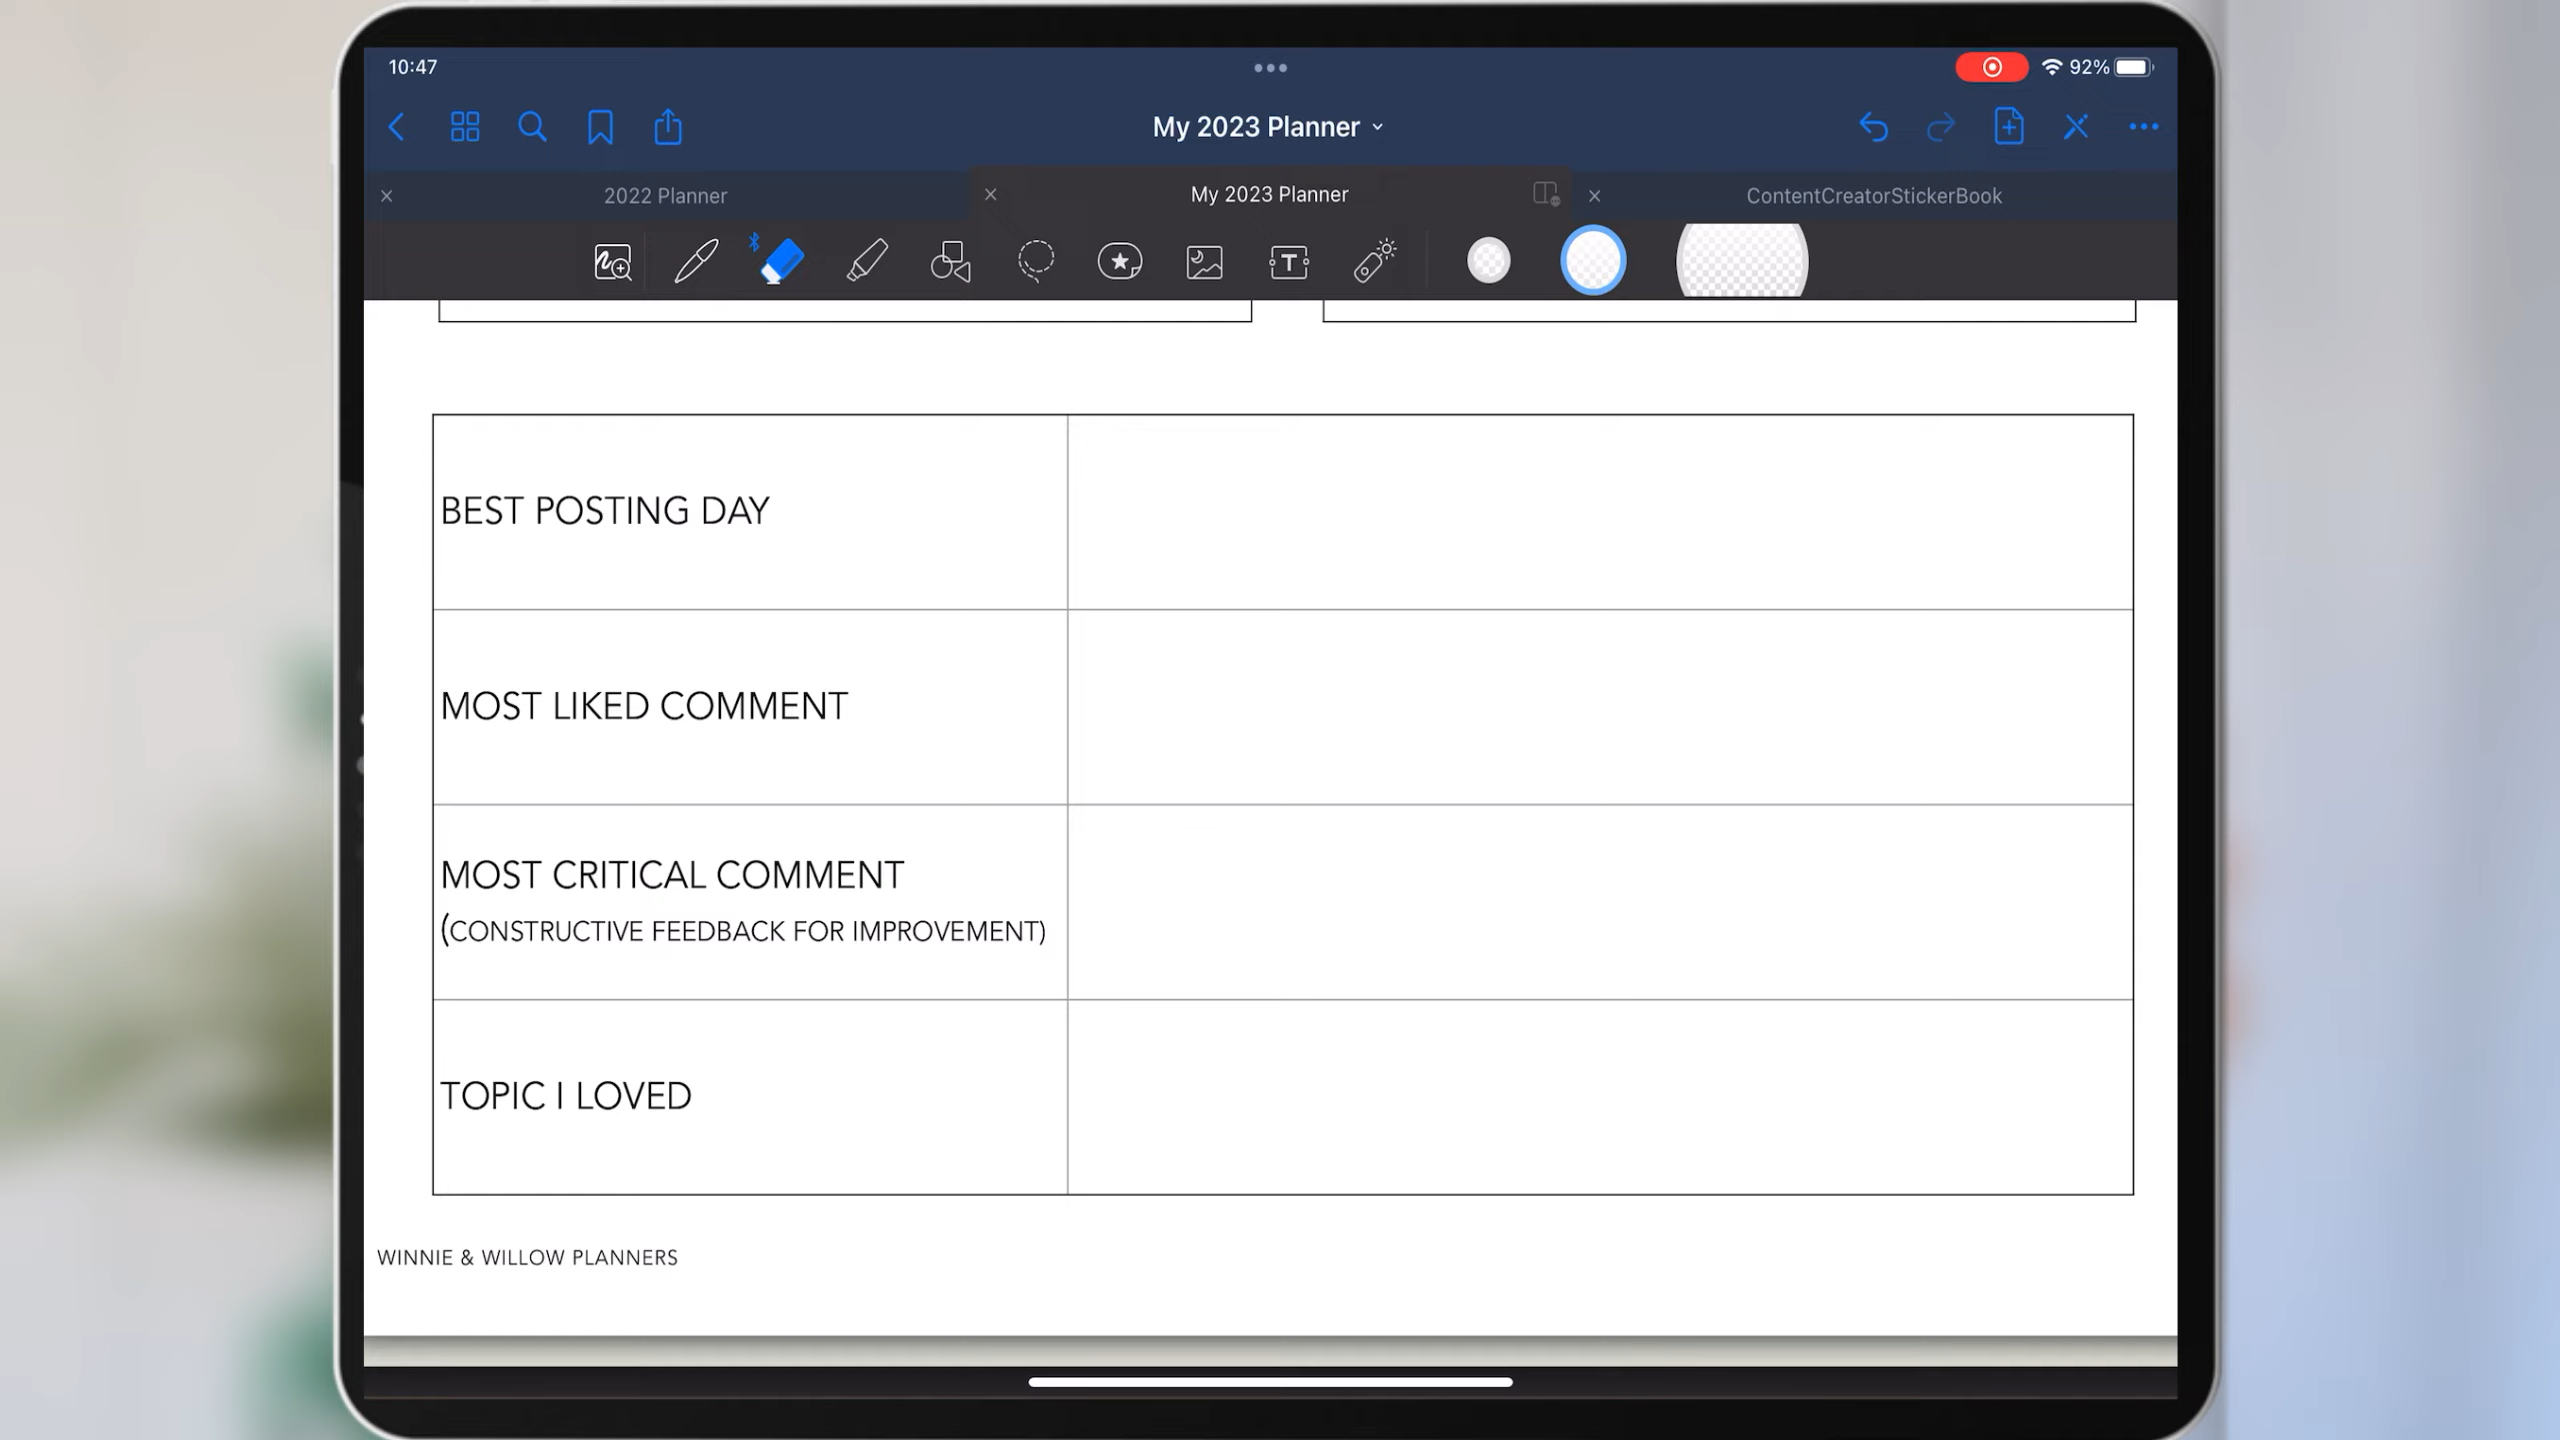 10:47
92%
My 2023 Planner
2022 Planner
My 2023 Planner
ContentCreatorStickerBook
BEST POSTING DAY
MOST LIKED COMMENT
MOST CRITICAL COMMENT
(CONSTRUCTIVE FEEDBACK FOR IMPROVEMENT)
TOPIC I LOVED
WINNIE & WILLOW PLANNERS